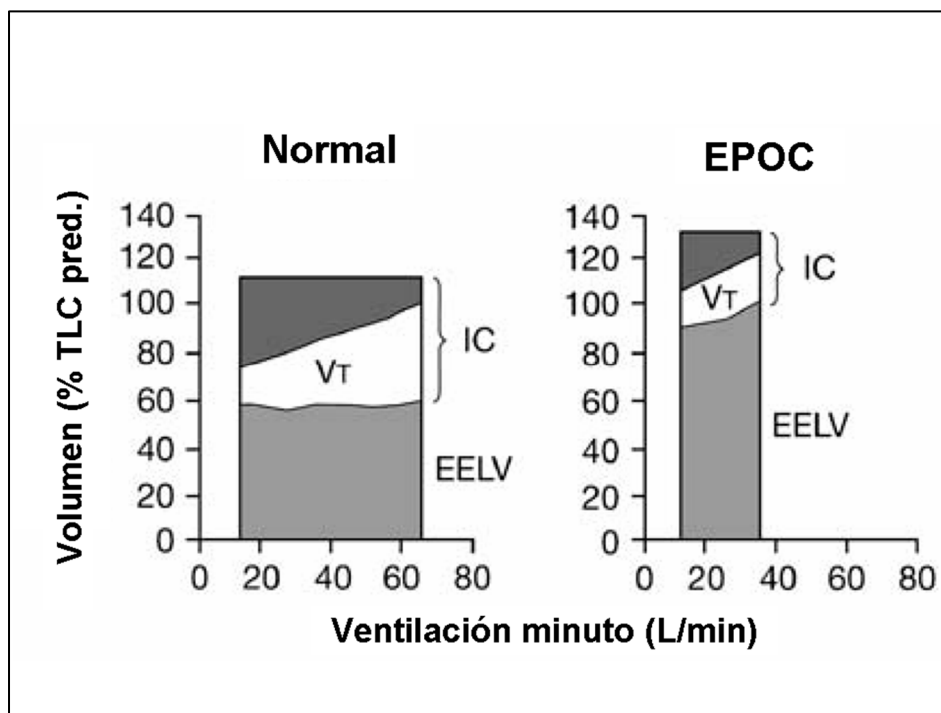 Normal
EPOC
Volumen (% TLC pred.)
140
120
100
80
60
40
20
0
VT
IC
EELV
0 20 40 60 80
140
120
100
80
60
40
20
0
VT
IC
EELV
0 20 40 60 80
Ventilación minuto (L/min)